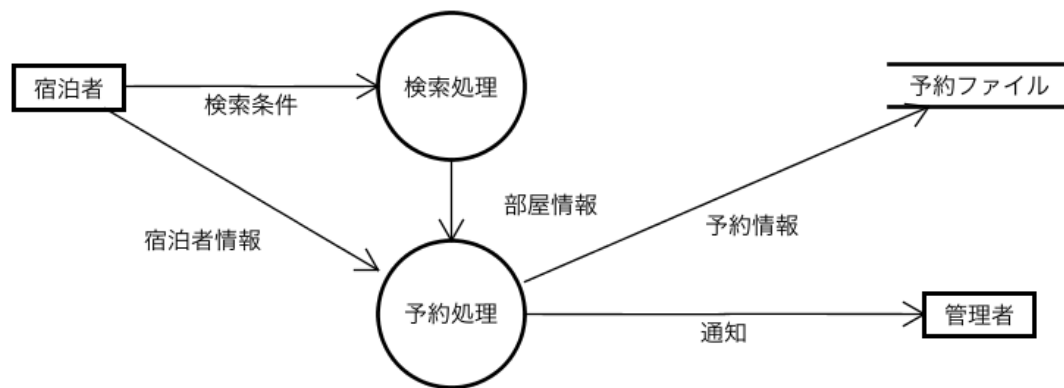 宿泊者
検索条件
検索処理
予約ファイル
部屋情報
予約情報
宿泊者情報
予約処理
通知
管理者